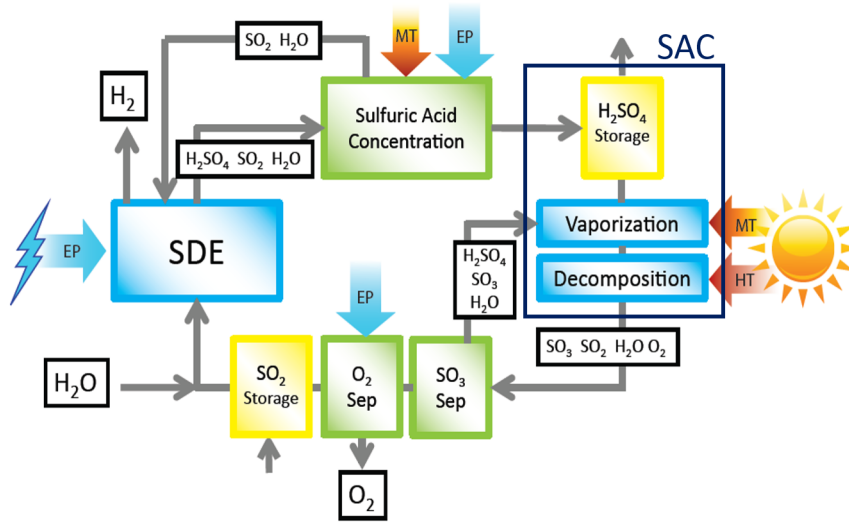 SO₂ H₂O
MT
EP
SAC
H₂
Sulfuric Acid
Concentration
H₂SO₄
Storage
H₂SO₄ SO₂ H₂O
EP
SDE
Vaporization
MT
H₂SO₄
SO₃
H₂O
Decomposition
HT
EP
SO₃ SO₂ H₂O O₂
H₂O
SO₂
Storage
O₂
Sep
SO₃
Sep
O₂